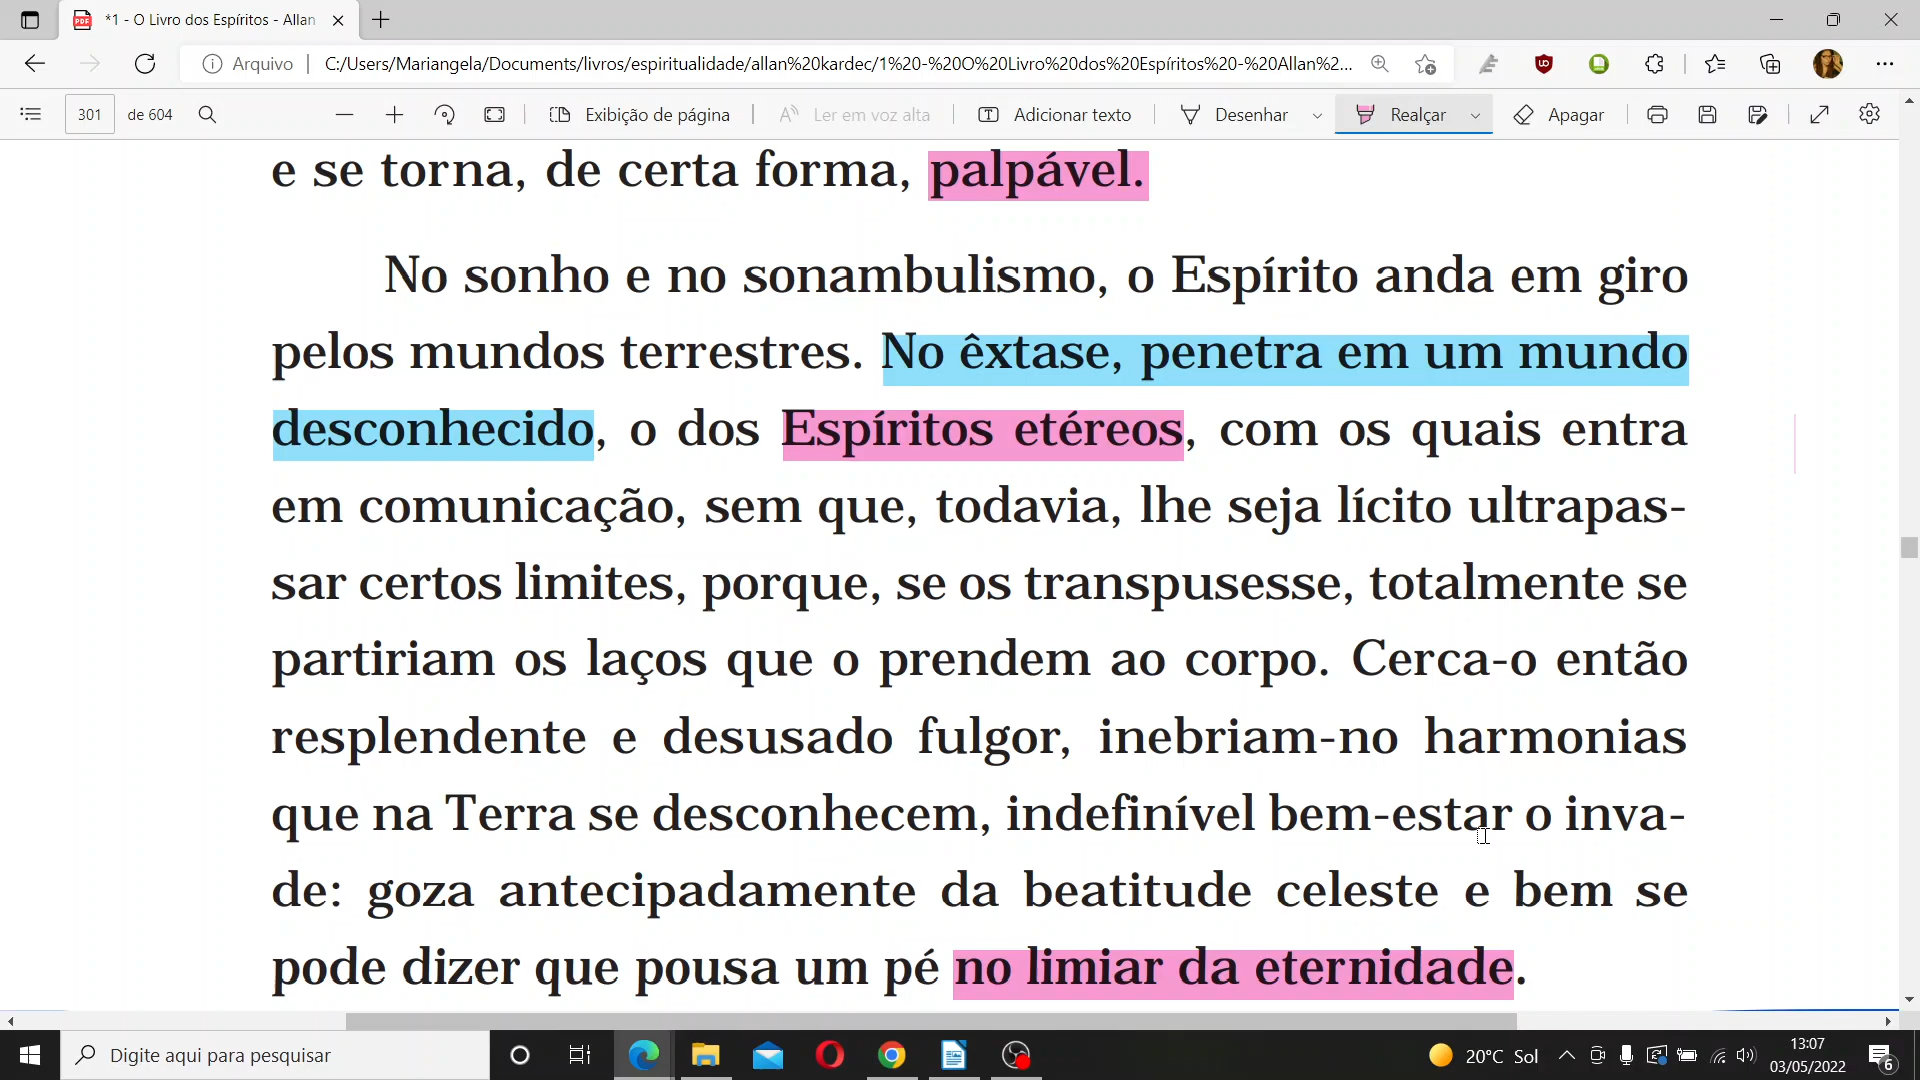 *1 - O Livro dos Espíritos - Allan
Arquivo C:/Users/Mariangela/Documents/livros/espiritualidade/allan%20kardec/1%20-%20O%20Livro%20dos%20Espíritos%20-%20Allan%2...
301 de 604 Exibição de página Ler em voz alta Adicionar texto Desenhar Realçar Apagar
e se torna, de certa forma, palpável.
No sonho e no sonambulismo, o Espírito anda em giro
pelos mundos terrestres. No êxtase, penetra em um mundo
desconhecido, o dos Espíritos etéreos, com os quais entra
em comunicação, sem que, todavia, lhe seja lícito ultrapas-
sar certos limites, porque, se os transpusesse, totalmente se
partiriam os laços que o prendem ao corpo. Cerca-o então
resplendente e desusado fulgor, inebriam-no harmonias
que na Terra se desconhecem, indefinível bem-estar o inva-
de: goza antecipadamente da beatitude celeste e bem se
pode dizer que pousa um pé no limiar da eternidade.
Digite aqui para pesquisar
20°C Sol
13:07
03/05/2022
6